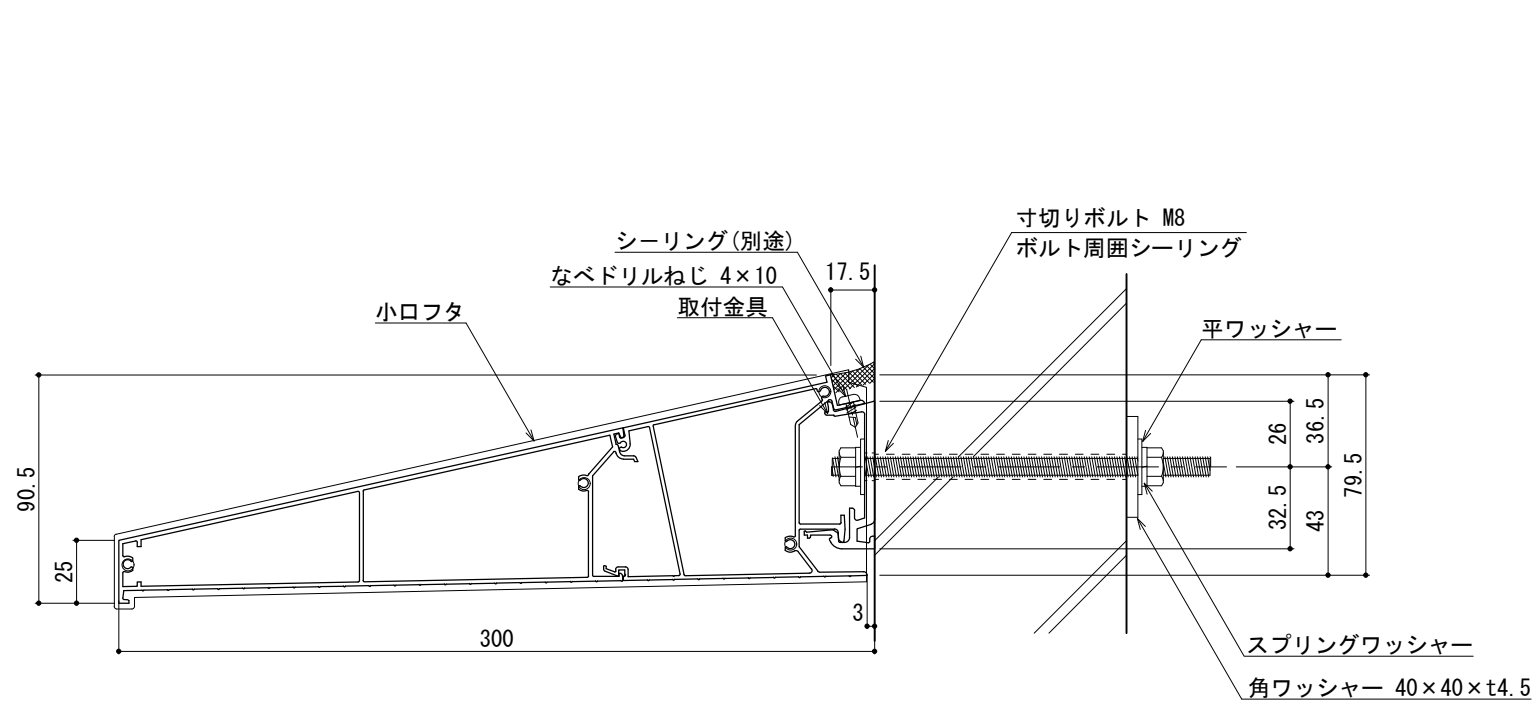 寸切りボルト M8
ボルト周囲シーリング
シーリング(別途)
なべドリルねじ 4×10
17.5
取付金具
小口フタ
平ワッシャー
90.5
25
26
36.5
79.5
32.5
43
3
300
スプリングワッシャー
角ワッシャー 40×40×t4.5